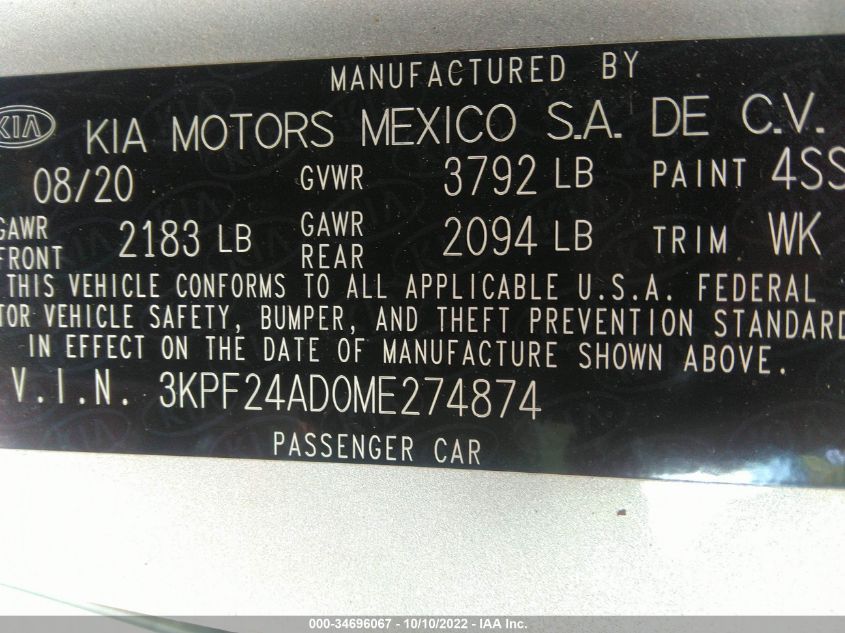 MANUFACTURED BY
KIA KIA MOTORS MEXICO S.A. DE C.V.
08/20 GVWR 3792 LB PAINT 4SS
GAWR FRONT 2183 LB GAWR REAR 2094 LB TRIM WK
THIS VEHICLE CONFORMS TO ALL APPLICABLE U.S.A. FEDERAL
TOR VEHICLE SAFETY, BUMPER, AND THEFT PREVENTION STANDARD
IN EFFECT ON THE DATE OF MANUFACTURE SHOWN ABOVE.
V.I.N. 3KPF24AD0ME274874
PASSENGER CAR
000-34696067 - 10/10/2022 - IAA Inc.